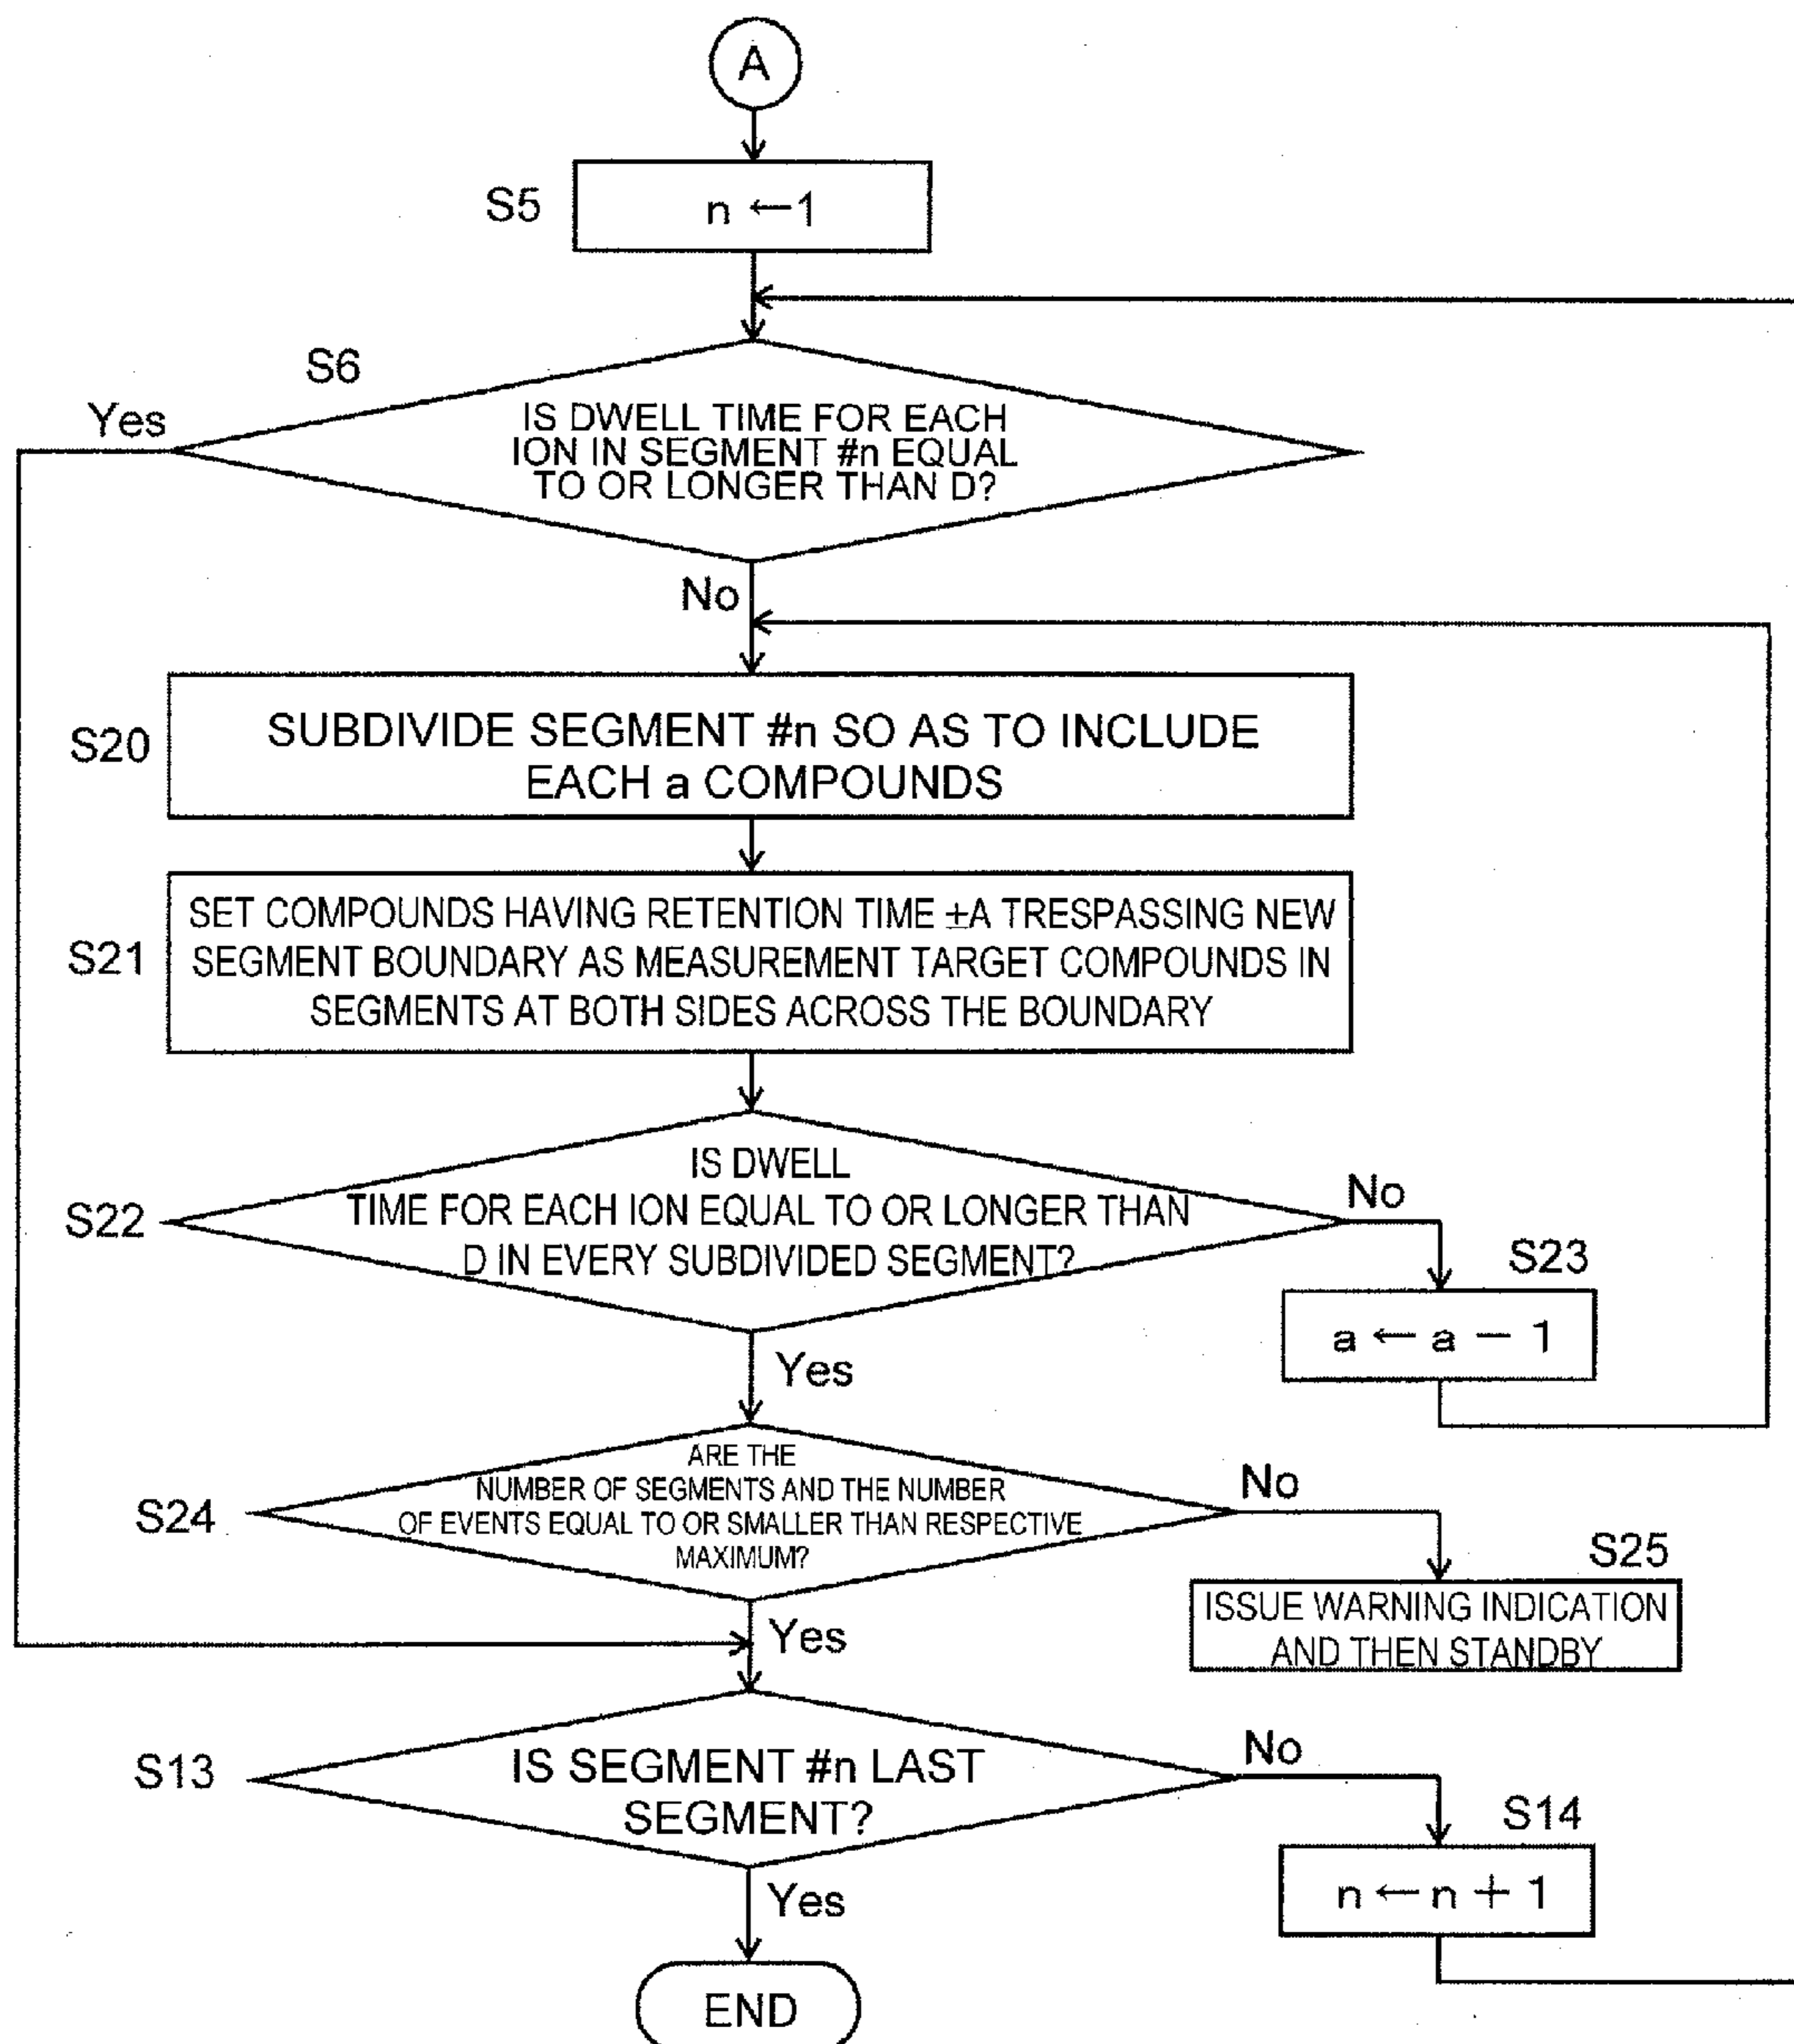 A
S5
n ←1
S6
Yes
IS DWELL TIME FOR EACH
ION IN SEGMENT #n EQUAL
TO OR LONGER THAN D?
No
S20
SUBDIVIDE SEGMENT #n SO AS TO INCLUDE
EACH a COMPOUNDS
S21
SET COMPOUNDS HAVING RETENTION TIME ±A TRESPASSING NEW
SEGMENT BOUNDARY AS MEASUREMENT TARGET COMPOUNDS IN
SEGMENTS AT BOTH SIDES ACROSS THE BOUNDARY
S22
IS DWELL
TIME FOR EACH ION EQUAL TO OR LONGER THAN
D IN EVERY SUBDIVIDED SEGMENT?
No
S23
a ← a − 1
Yes
S24
ARE THE
NUMBER OF SEGMENTS AND THE NUMBER
OF EVENTS EQUAL TO OR SMALLER THAN RESPECTIVE
MAXIMUM?
No
S25
ISSUE WARNING INDICATION
AND THEN STANDBY
Yes
S13
IS SEGMENT #n LAST
SEGMENT?
No
S14
n ← n + 1
Yes
END